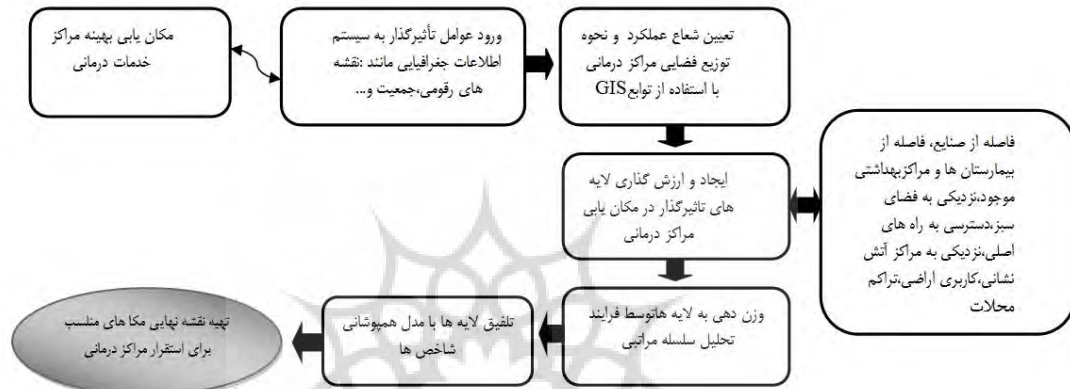 مکان یابی بهینه مراکز
خدمات درمانی
ورود عوامل تأثیرگذار به سیستم
اطلاعات جغرافیایی مانند :نقشه
های رقومی،جمعیت و...
تعیین شعاع عملکرد و نحوه
توزیع فضایی مراکز درمانی
با استفاده از توابعGIS
ایجاد و ارزش گذاری لایه
های تاثیرگذار در مکان یابی
مراکز درمانی
فاصله از صنایع، فاصله از
بیمارستان ها و مراکزبهداشتی
موجود،نزدیکی به فضای
سبز،دسترسی به راه های
اصلی،نزدیکی به مراکز آتش
نشانی،کاربری اراضی،تراکم
محلات
وزن دهی به لایه هاتوسط فرایند
تحلیل سلسله مراتبی
تلفیق لایه ها با مدل همپوشانی
شاخص ها
تهیه نقشه نهایی مکا های منلسب
برای استقرار مراکز درمانی